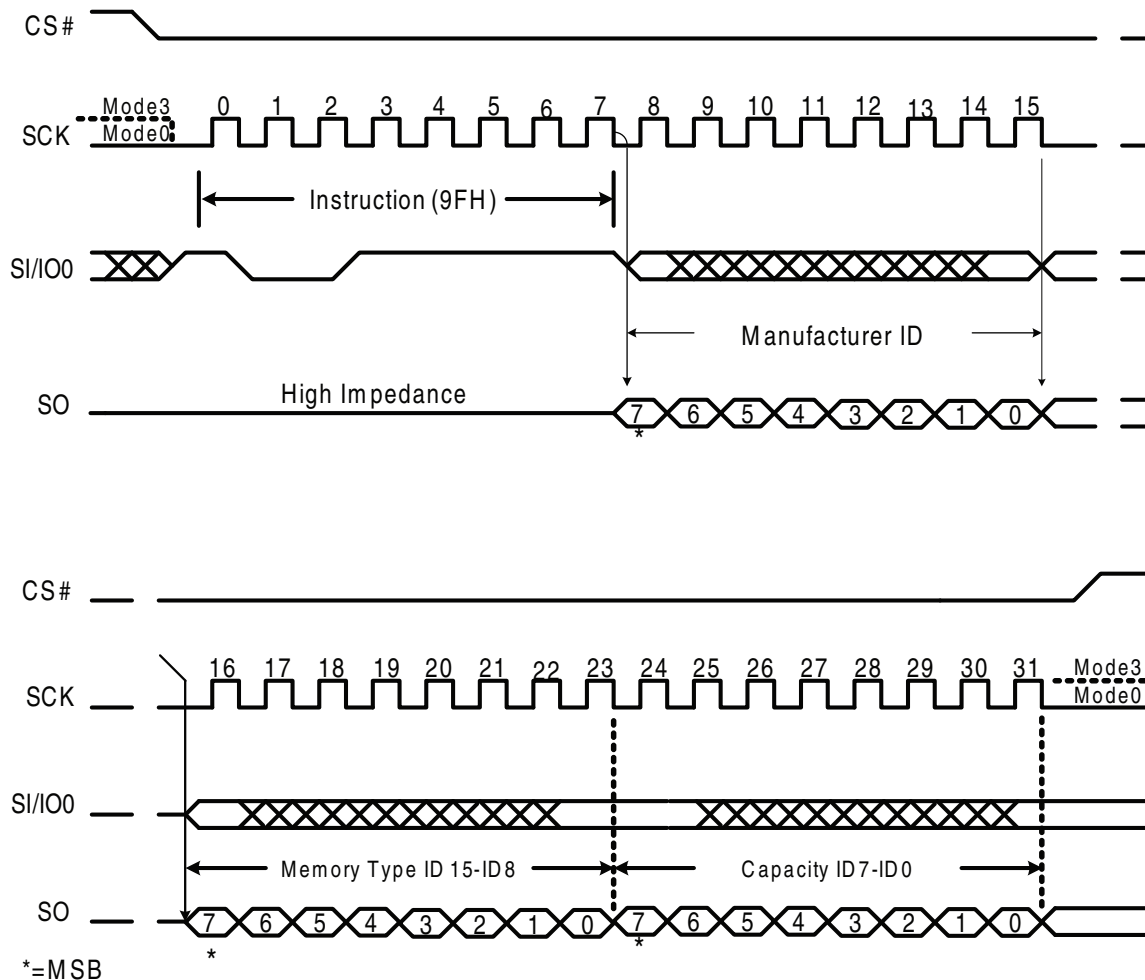 CS#
Mode3
0 1 2 3 4 5 6 7 8 9 10 11 12 13 14 15
SCK
Mode0
Instruction (9FH)
SI/IO0
Manufacturer ID
High Impedance
SO
7 6 5 4 3 2 1 0
*
CS#
16 17 18 19 20 21 22 23 24 25 26 27 28 29 30 31
Mode3
SCK
Mode0
SI/IO0
Memory Type ID 15-ID8
Capacity ID7-ID0
SO
7 6 5 4 3 2 1 0 7 6 5 4 3 2 1 0
* *
*=MSB